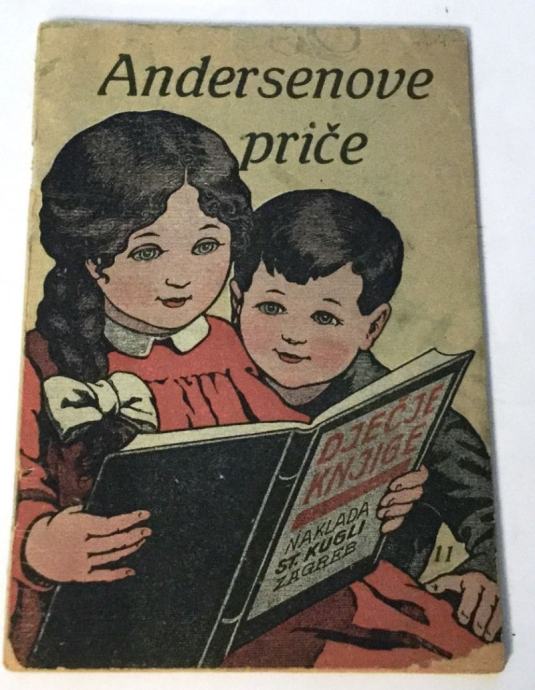 Andersenove
priče
DJEČJE
KNJIGE
NAKLADA
ST. KUGLI
ZAGREB
11